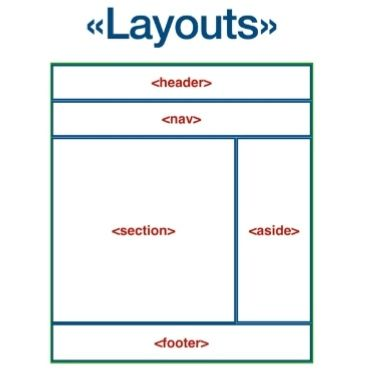 «Layouts»
<header>
<nav>
<section>
<aside>
<footer>